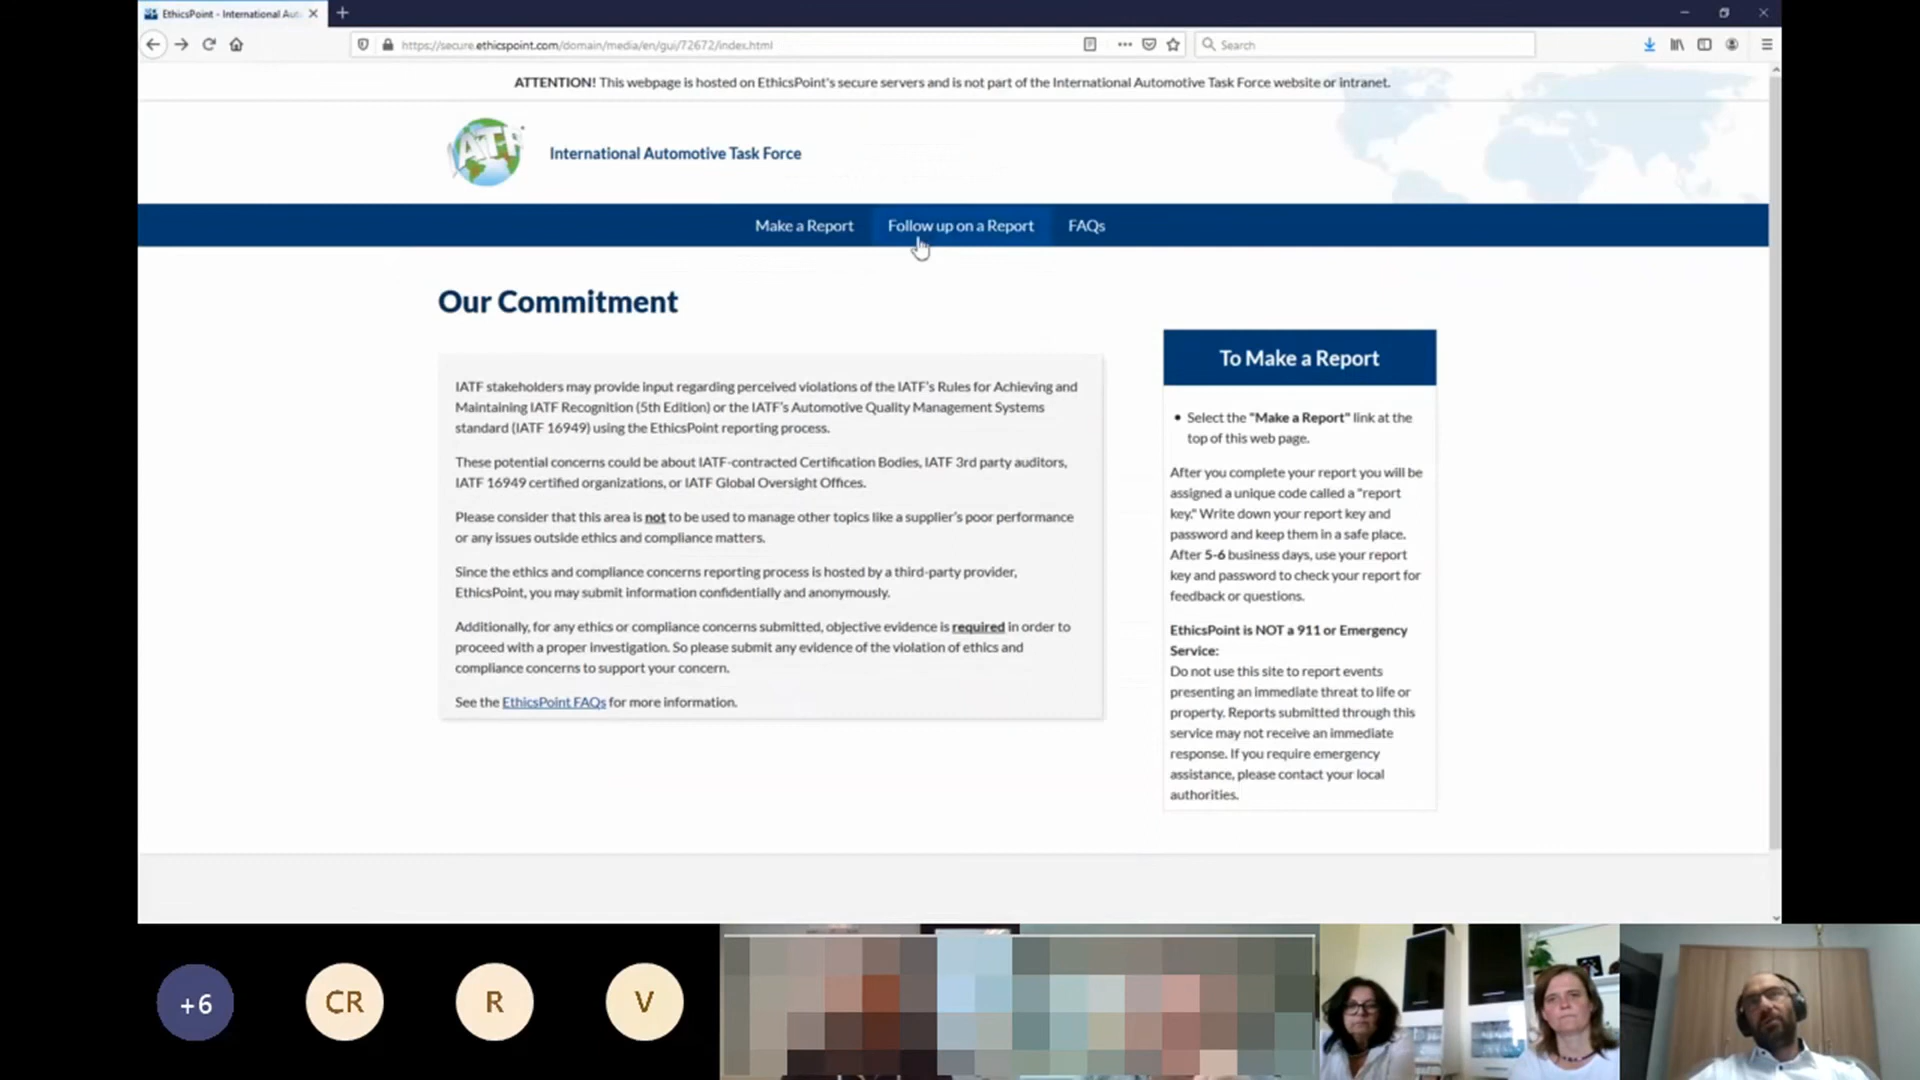 EthicsPoint - International Aut
https://secure.ethicspoint.com/domain/media/en/gui/72672/index.html
Search
ATTENTION! This webpage is hosted on EthicsPoint's secure servers and is not part of the International Automotive Task Force website or intranet.
IATF
International Automotive Task Force
Make a Report
Follow up on a Report
FAQs
Our Commitment
IATF stakeholders may provide input regarding perceived violations of the IATF's Rules for Achieving and
Maintaining IATF Recognition (5th Edition) or the IATF's Automotive Quality Management Systems
standard (IATF 16949) using the EthicsPoint reporting process.
These potential concerns could be about IATF-contracted Certification Bodies, IATF 3rd party auditors,
IATF 16949 certified organizations, or IATF Global Oversight Offices.
Please consider that this area is not to be used to manage other topics like a supplier's poor performance
or any issues outside ethics and compliance matters.
Since the ethics and compliance concerns reporting process is hosted by a third-party provider,
EthicsPoint, you may submit information confidentially and anonymously.
Additionally, for any ethics or compliance concerns submitted, objective evidence is required in order to
proceed with a proper investigation. So please submit any evidence of the violation of ethics and
compliance concerns to support your concern.
See the EthicsPoint FAQs for more information.
To Make a Report
• Select the "Make a Report" link at the
top of this web page.
After you complete your report you will be
assigned a unique code called a "report
key." Write down your report key and
password and keep them in a safe place.
After 5-6 business days, use your report
key and password to check your report for
feedback or questions.
EthicsPoint is NOT a 911 or Emergency
Service:
Do not use this site to report events
presenting an immediate threat to life or
property. Reports submitted through this
service may not receive an immediate
response. If you require emergency
assistance, please contact your local
authorities.
+6
CR
R
V